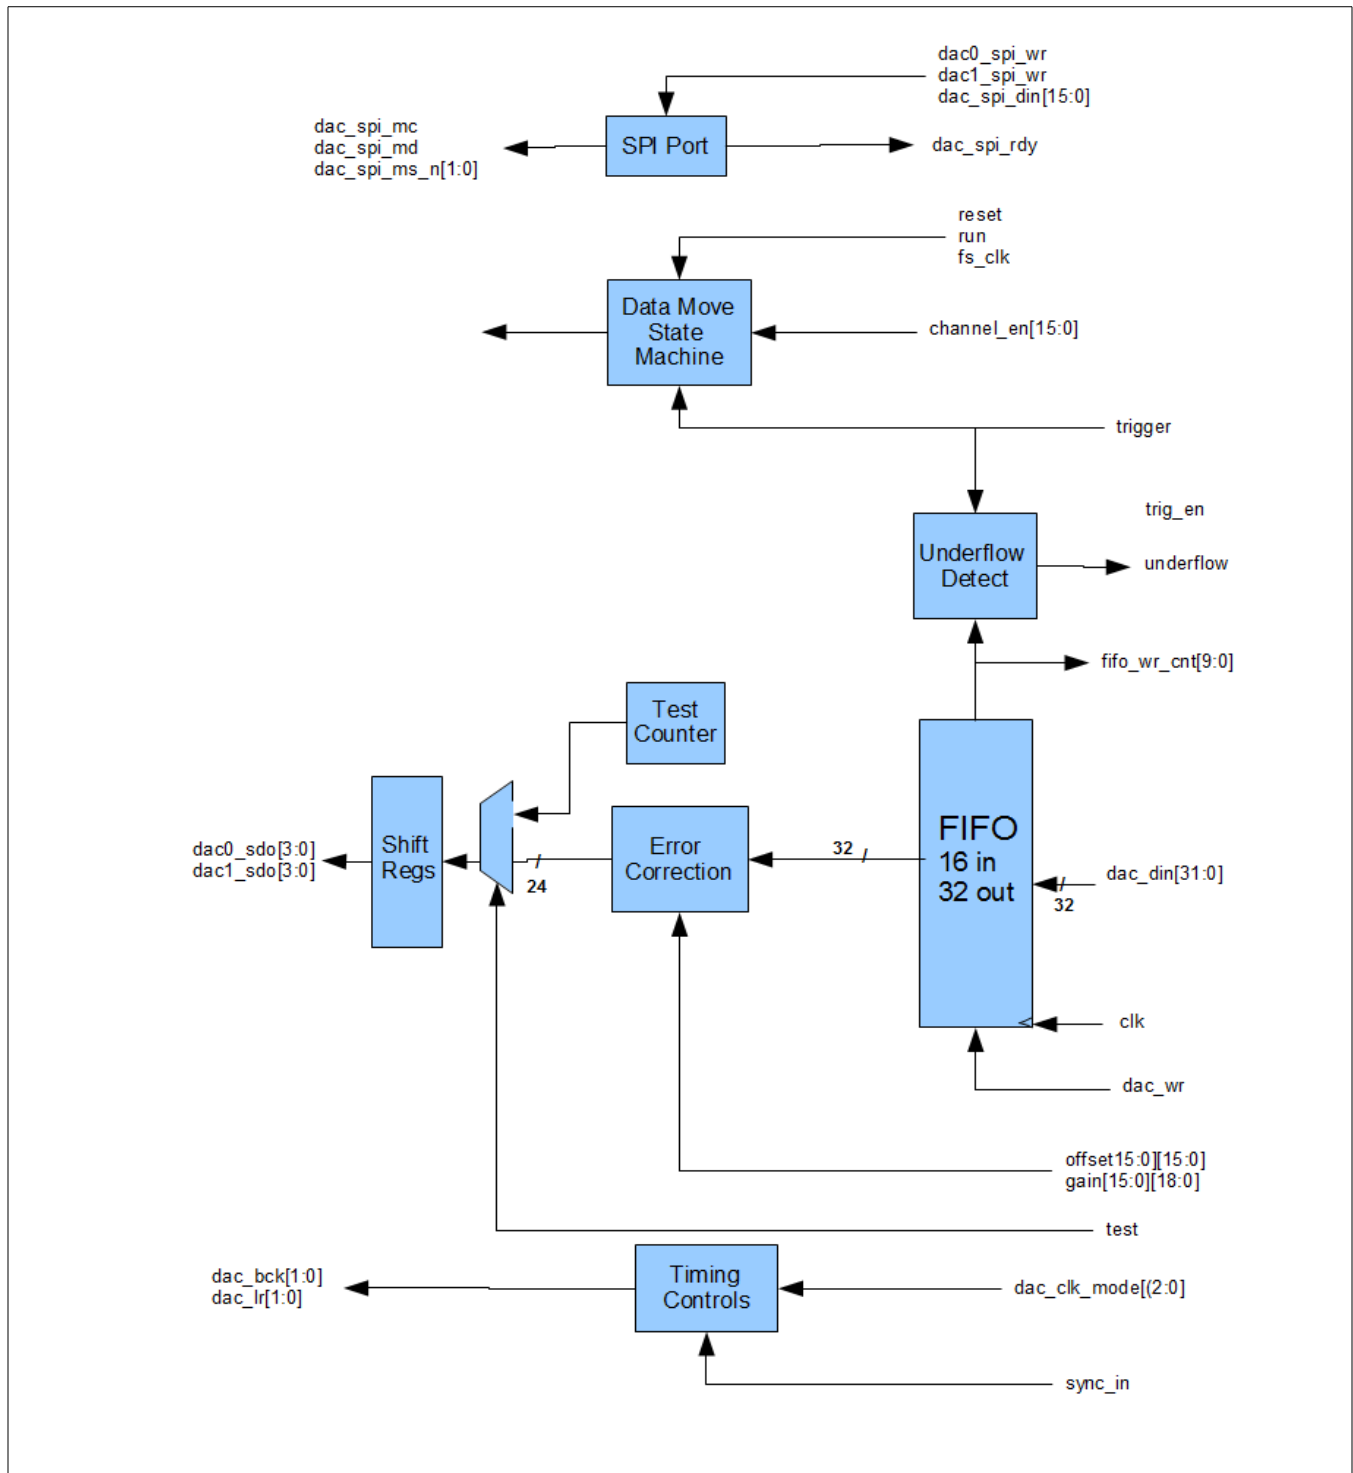 dac0_spi_wr
dac1_spi_wr
dac_spi_din[15:0]
dac_spi_mc
dac_spi_md
dac_spi_ms_n[1:0]
SPI Port
dac_spi_rdy
reset
run
fs_clk
Data Move
State
Machine
channel_en[15:0]
trigger
trig_en
Underflow
Detect
underflow
fifo_wr_cnt[9:0]
Test
Counter
dac0_sdo[3:0]
dac1_sdo[3:0]
Shift
Regs
/
24
Error
Correction
32 /
FIFO
16 in
32 out
dac_din[31:0]
/
32
clk
dac_wr
offset15:0][15:0]
gain[15:0][18:0]
test
dac_bck[1:0]
dac_lr[1:0]
Timing
Controls
dac_clk_mode[(2:0]
sync_in